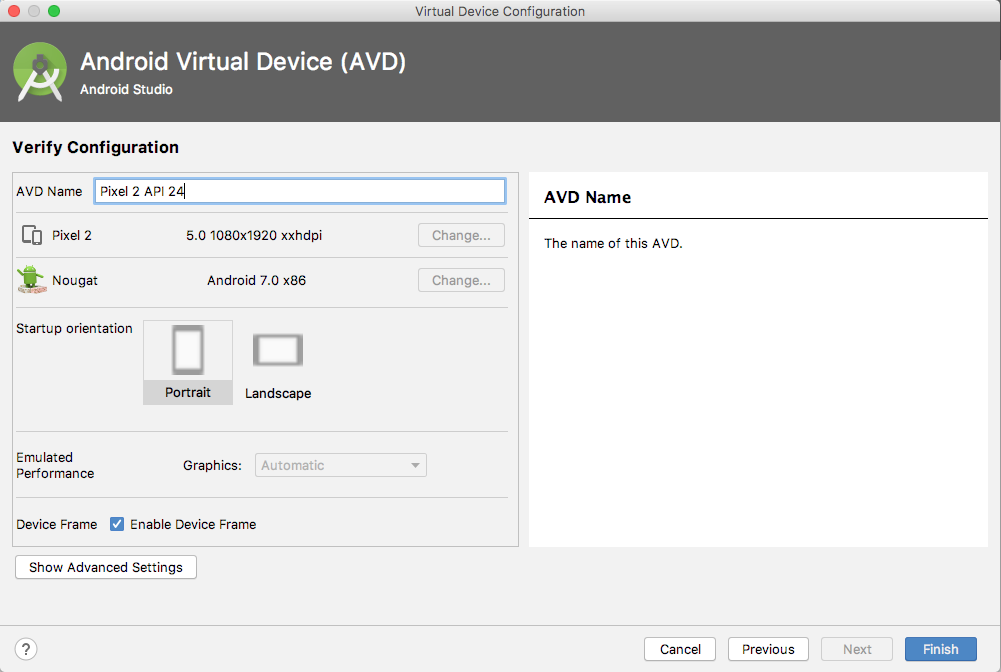 Virtual Device Configuration
Android Virtual Device (AVD)
Android Studio
Verify Configuration
AVD Name Pixel 2 API 24
Pixel 2 5.0 1080x1920 xxhdpi Change...
Nougat Android 7.0 x86 Change...
Startup orientation
Portrait Landscape
Emulated
Performance
Graphics: Automatic
Device Frame Enable Device Frame
Show Advanced Settings
AVD Name
The name of this AVD.
? Cancel Previous Next Finish